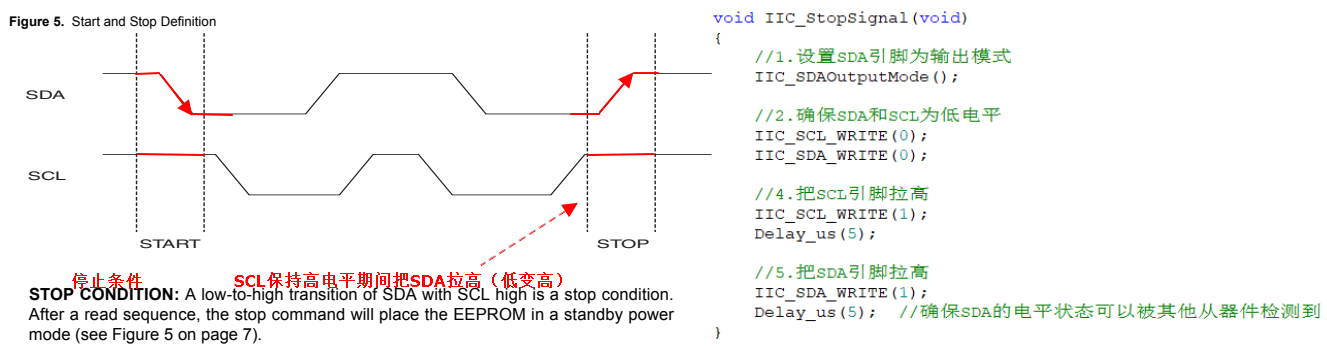 Figure 5. Start and Stop Definition
SDA
SCL
START
STOP
停止条件
SCL保持高电平期间把SDA拉高（低变高）
STOP CONDITION: A low-to-high transition of SDA with SCL high is a stop condition.
After a read sequence, the stop command will place the EEPROM in a standby power
mode (see Figure 5 on page 7).
void IIC_StopSignal(void)
{
//1.设置SDA引脚为输出模式
IIC_SDAOutputMode();
//2.确保SDA和SCL为低电平
IIC_SCL_WRITE(0);
IIC_SDA_WRITE(0);
//4.把SCL引脚拉高
IIC_SCL_WRITE(1);
Delay_us(5);
//5.把SDA引脚拉高
IIC_SDA_WRITE(1);
Delay_us(5); //确保SDA的电平状态可以被其他从器件检测到
}